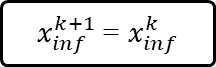 $x_{inf}^{k+1} = x_{inf}^{k}$